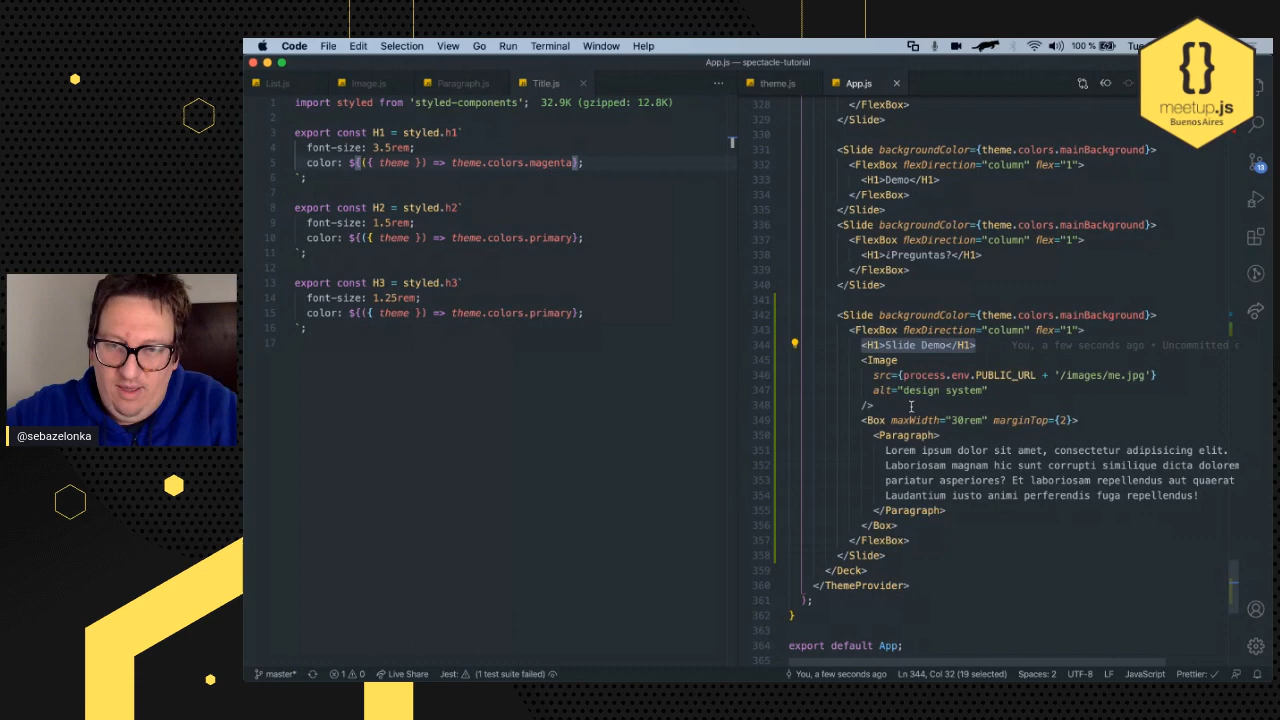 Code File Edit Selection View Go Run Terminal Window Help
100 % Tue
App.js — spectacle-tutorial
List.js Image.js Paragraph.js Title.js
theme.js App.js
{}
meetup.js
BuenosAires
1 import styled from 'styled-components'; 32.9K (gzipped: 12.8K)
2
3 export const H1 = styled.h1`
4 font-size: 3.5rem;
5 color: ${({ theme }) => theme.colors.magenta};
6 `;
7
8 export const H2 = styled.h2`
9 font-size: 1.5rem;
10 color: ${({ theme }) => theme.colors.primary};
11 `;
12
13 export const H3 = styled.h3`
14 font-size: 1.25rem;
15 color: ${({ theme }) => theme.colors.primary};
16 `;
17
328 </FlexBox>
329 </Slide>
330
331 <Slide backgroundColor={theme.colors.mainBackground}>
332 <FlexBox flexDirection="column" flex="1">
333 <H1>Demo</H1>
334 </FlexBox>
335 </Slide>
336 <Slide backgroundColor={theme.colors.mainBackground}>
337 <FlexBox flexDirection="column" flex="1">
338 <H1>¿Preguntas?</H1>
339 </FlexBox>
340 </Slide>
341
342 <Slide backgroundColor={theme.colors.mainBackground}>
343 <FlexBox flexDirection="column" flex="1">
344 <H1>Slide Demo</H1> You, a few seconds ago • Uncommitted c
345 <Image
346 src={process.env.PUBLIC_URL + '/images/me.jpg'}
347 alt="design system"
348 />
349 <Box maxWidth="30rem" marginTop={2}>
350 <Paragraph>
351 Lorem ipsum dolor sit amet, consectetur adipisicing elit.
352 Laboriosam magnam hic sunt corrupti similique dicta dolorem
353 pariatur asperiores? Et laboriosam repellendus aut quaerat
354 Laudantium iusto animi perferendis fuga repellendus!
355 </Paragraph>
356 </Box>
357 </FlexBox>
358 </Slide>
359 </Deck>
360 </ThemeProvider>
361 );
362 }
363
364 export default App;
365
13
@sebazelonka
master* 1 0 Live Share Jest: (1 test suite failed) You, a few seconds ago Ln 344, Col 32 (19 selected) Spaces: 2 UTF-8 LF JavaScript Prettier: ✓